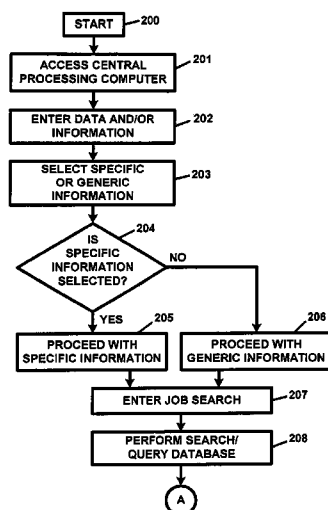 START
200
ACCESS CENTRAL
PROCESSING COMPUTER
201
ENTER DATA AND/OR
INFORMATION
202
SELECT SPECIFIC
OR GENERIC
INFORMATION
203
204
IS
SPECIFIC
INFORMATION
SELECTED?
NO
YES
205
206
PROCEED WITH
SPECIFIC INFORMATION
PROCEED WITH
GENERIC INFORMATION
207
ENTER JOB SEARCH
208
PERFORM SEARCH/
QUERY DATABASE
A